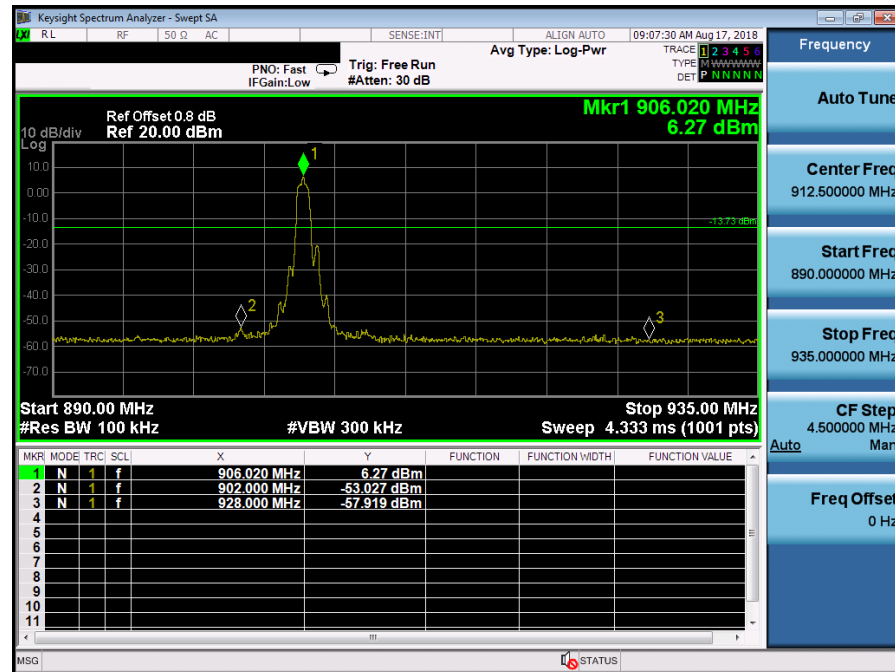 Keysight Spectrum Analyzer - Swept SA
LXI RL RF 50 Ω AC SENSE:INT ALIGN AUTO 09:07:30 AM Aug 17, 2018
Avg Type: Log-Pwr TRACE 1 2 3 4 5 6
PNO: Fast Trig: Free Run TYPE M WWWWW
IFGain:Low #Atten: 30 dB DET P N N N N N
Ref Offset 0.8 dB Mkr1 906.020 MHz
10 dB/div Ref 20.00 dBm 6.27 dBm
Log
1
10.0
0.00
-10.0
-13.73 dBm
-20.0
-30.0
-40.0
2 3
-50.0
-60.0
-70.0
Start 890.00 MHz Stop 935.00 MHz
#Res BW 100 kHz #VBW 300 kHz Sweep 4.333 ms (1001 pts)
MKR MODE TRC SCL X Y FUNCTION FUNCTION WIDTH FUNCTION VALUE
1 N 1 f 906.020 MHz 6.27 dBm
2 N 1 f 902.000 MHz -53.027 dBm
3 N 1 f 928.000 MHz -57.919 dBm
4
5
6
7
8
9
10
11
MSG STATUS
Frequency
Auto Tune
Center Freq
912.500000 MHz
Start Freq
890.000000 MHz
Stop Freq
935.000000 MHz
CF Step
4.500000 MHz
Auto Man
Freq Offset
0 Hz